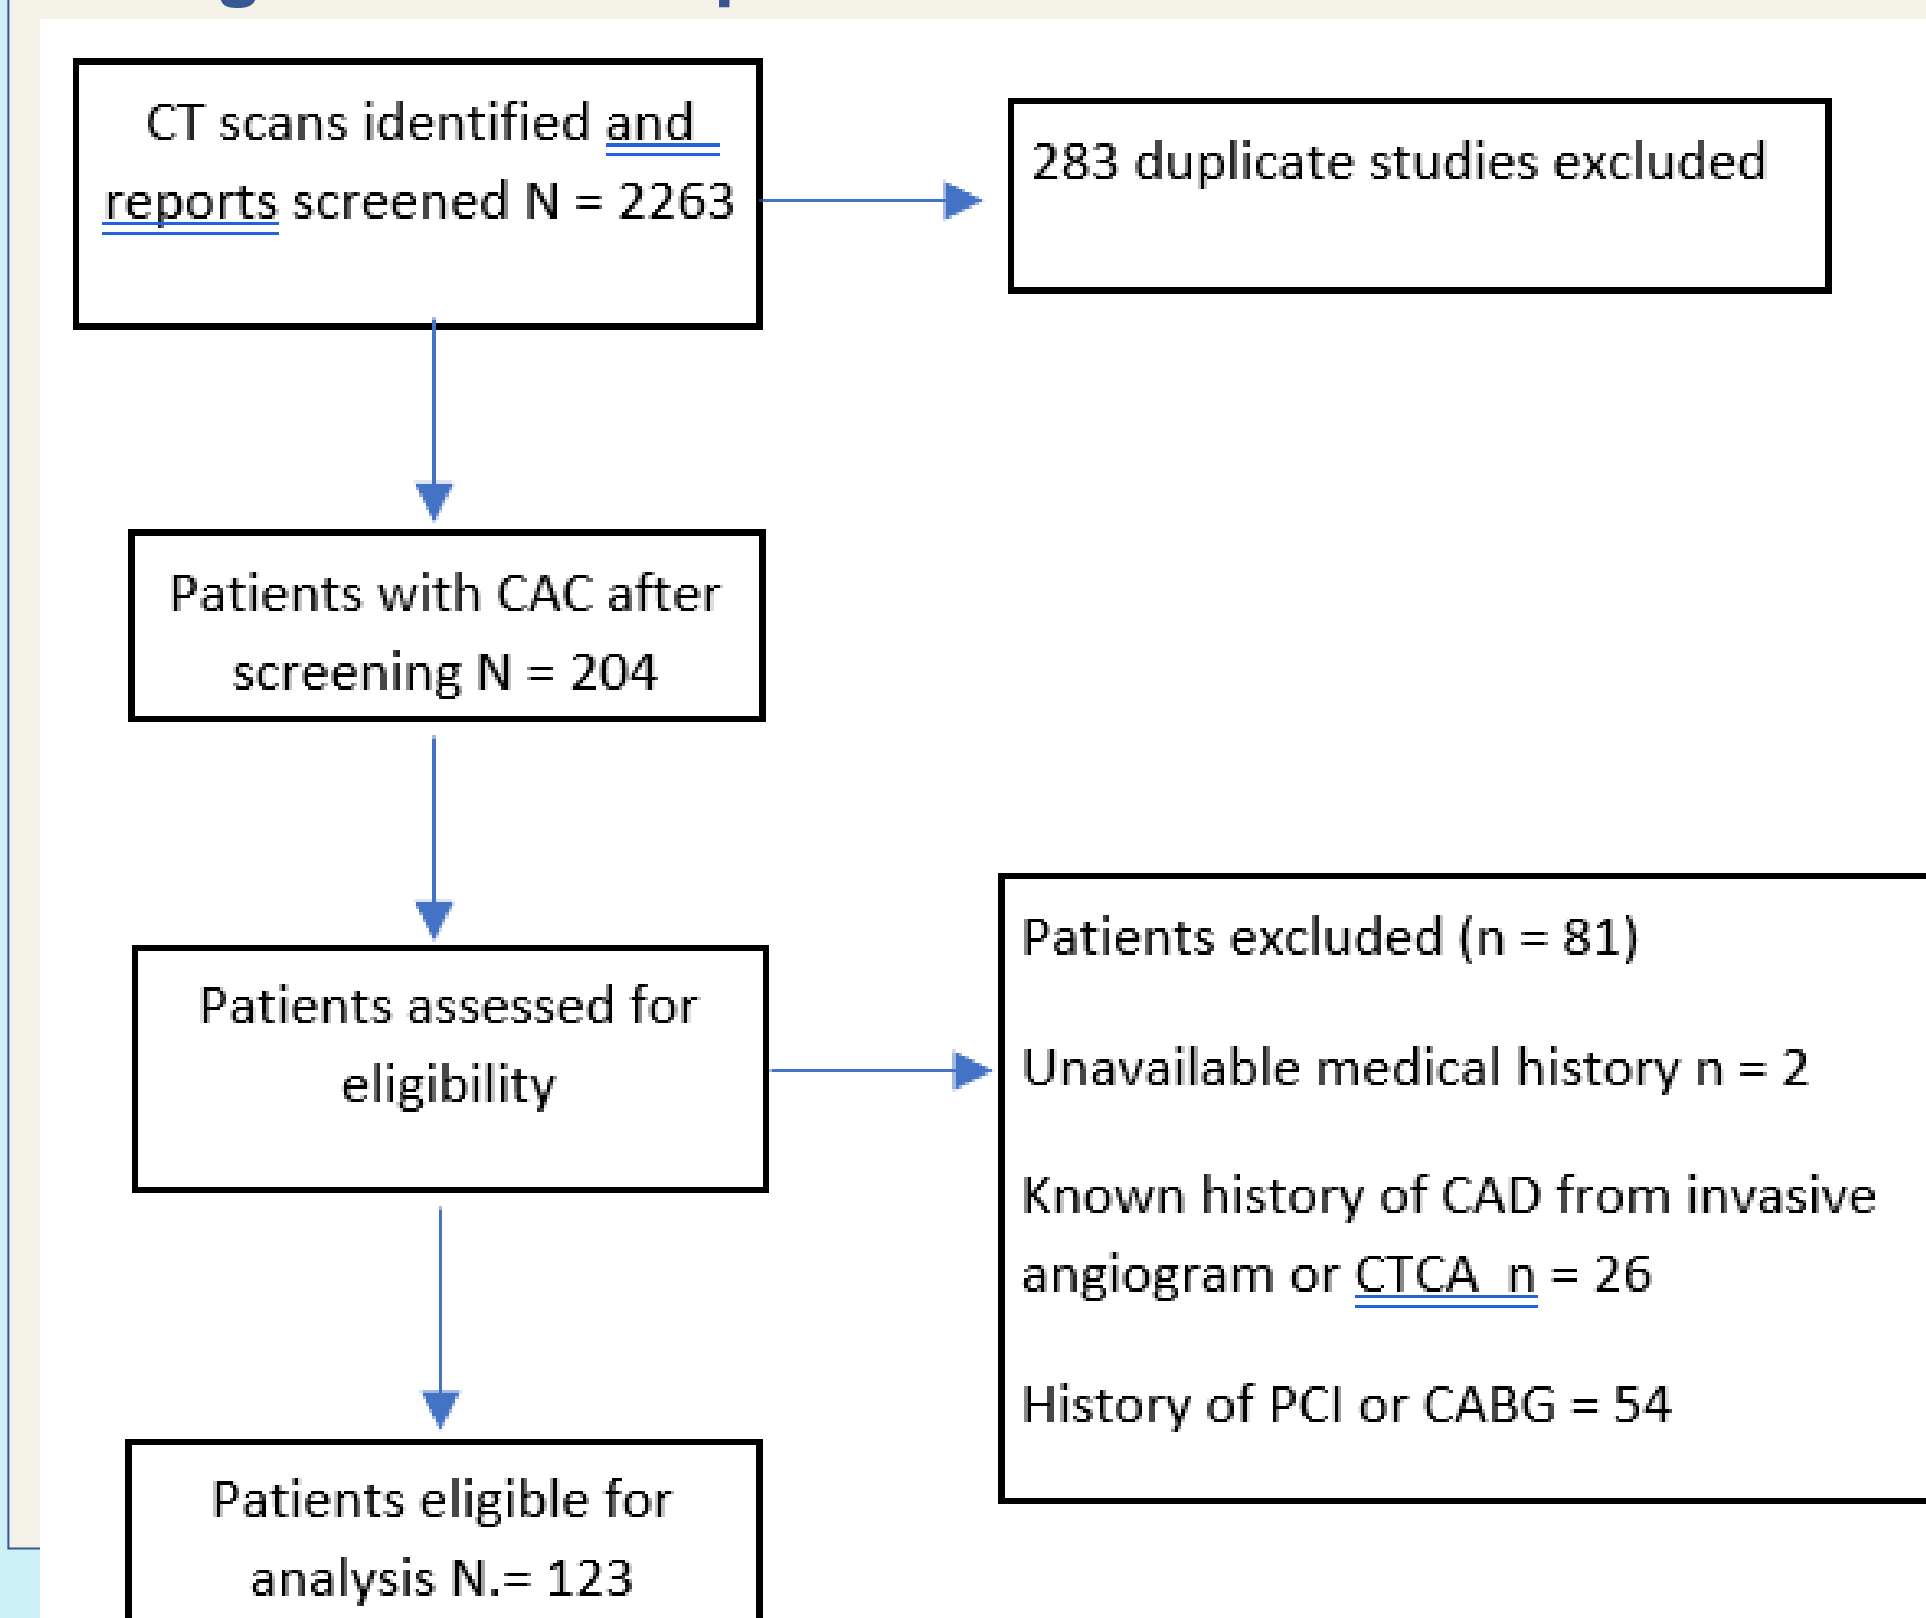 CT scans identified and
reports screened N = 2263
283 duplicate studies excluded
Patients with CAC after
screening N = 204
Patients assessed for
eligibility
Patients excluded (n = 81)
Unavailable medical history n = 2
Known history of CAD from invasive
angiogram or CTCA  n = 26
History of PCI or CABG = 54
Patients eligible for
analysis N.= 123